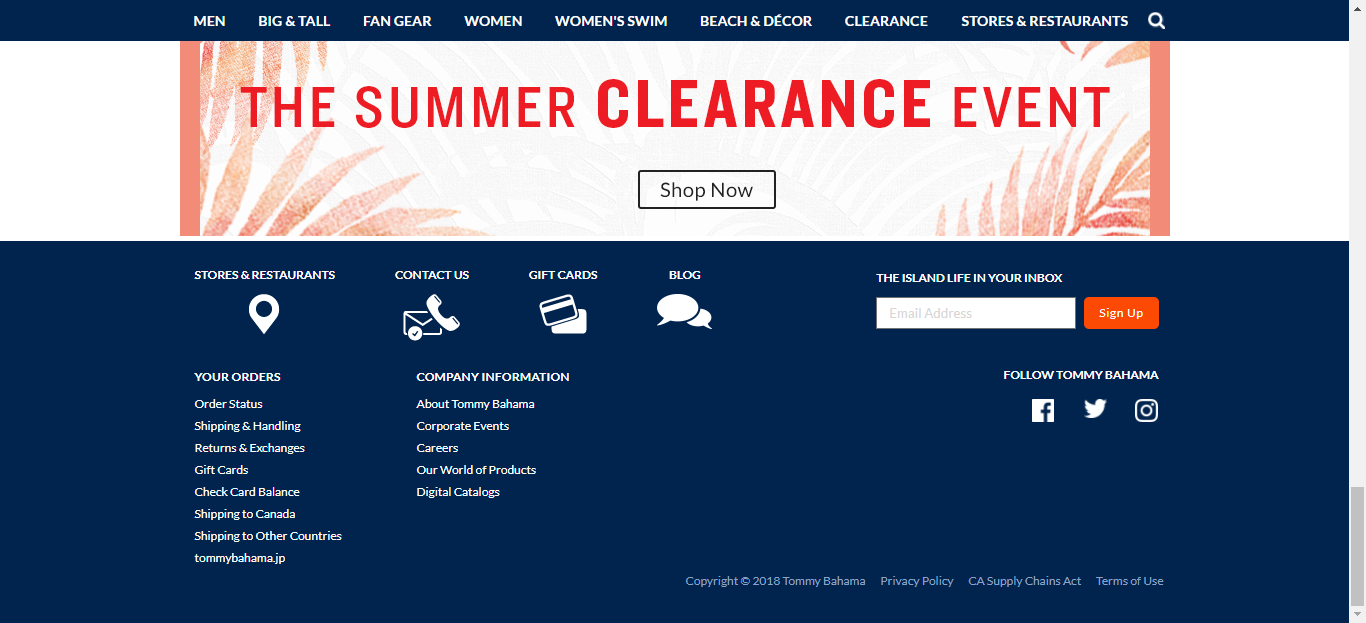 MEN BIG & TALL FAN GEAR WOMEN WOMEN'S SWIM BEACH & DÉCOR CLEARANCE STORES & RESTAURANTS
THE SUMMER CLEARANCE EVENT
Shop Now
STORES & RESTAURANTS CONTACT US GIFT CARDS BLOG
THE ISLAND LIFE IN YOUR INBOX
Email Address Sign Up
YOUR ORDERS
Order Status
Shipping & Handling
Returns & Exchanges
Gift Cards
Check Card Balance
Shipping to Canada
Shipping to Other Countries
tommybahama.jp
COMPANY INFORMATION
About Tommy Bahama
Corporate Events
Careers
Our World of Products
Digital Catalogs
FOLLOW TOMMY BAHAMA
Copyright © 2018 Tommy Bahama Privacy Policy CA Supply Chains Act Terms of Use